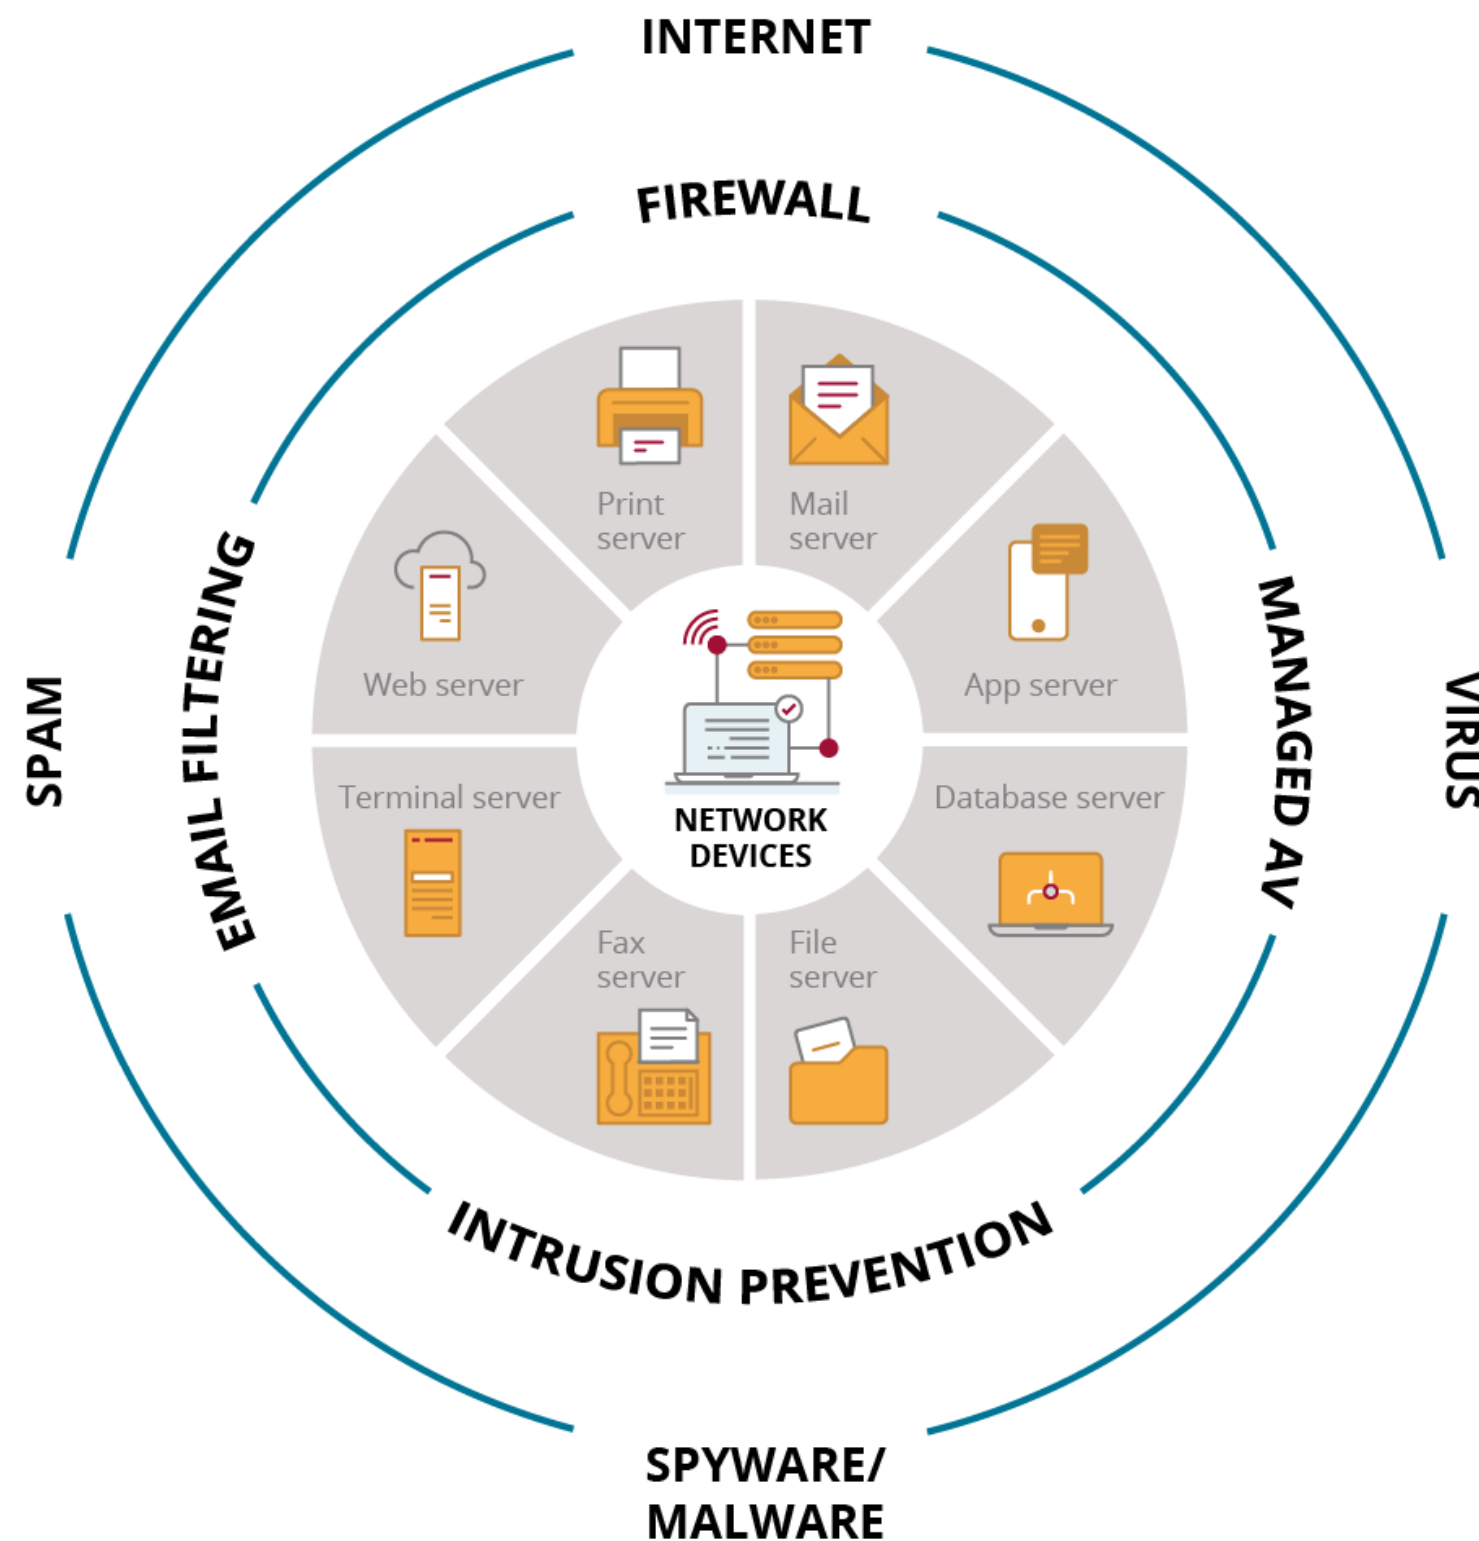 INTERNET
FIREWALL
Print
server
Mail
server
Web server
App server
SPAM
EMAIL FILTERING
MANAGED AV
VIRUS
Terminal server
Database server
NETWORK
DEVICES
Fax
server
File
server
INTRUSION PREVENTION
SPYWARE/
MALWARE